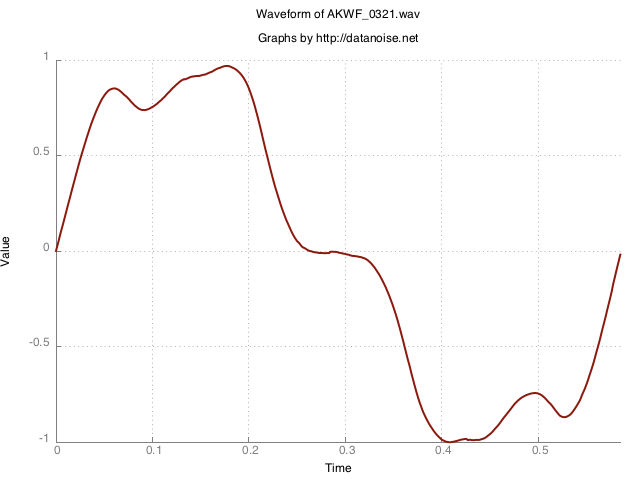 Waveform of AKWF_0321.wav
Graphs by http://datanoise.net
1
0.5
0
-0.5
-1
Value
0 0.1 0.2 0.3 0.4 0.5
Time